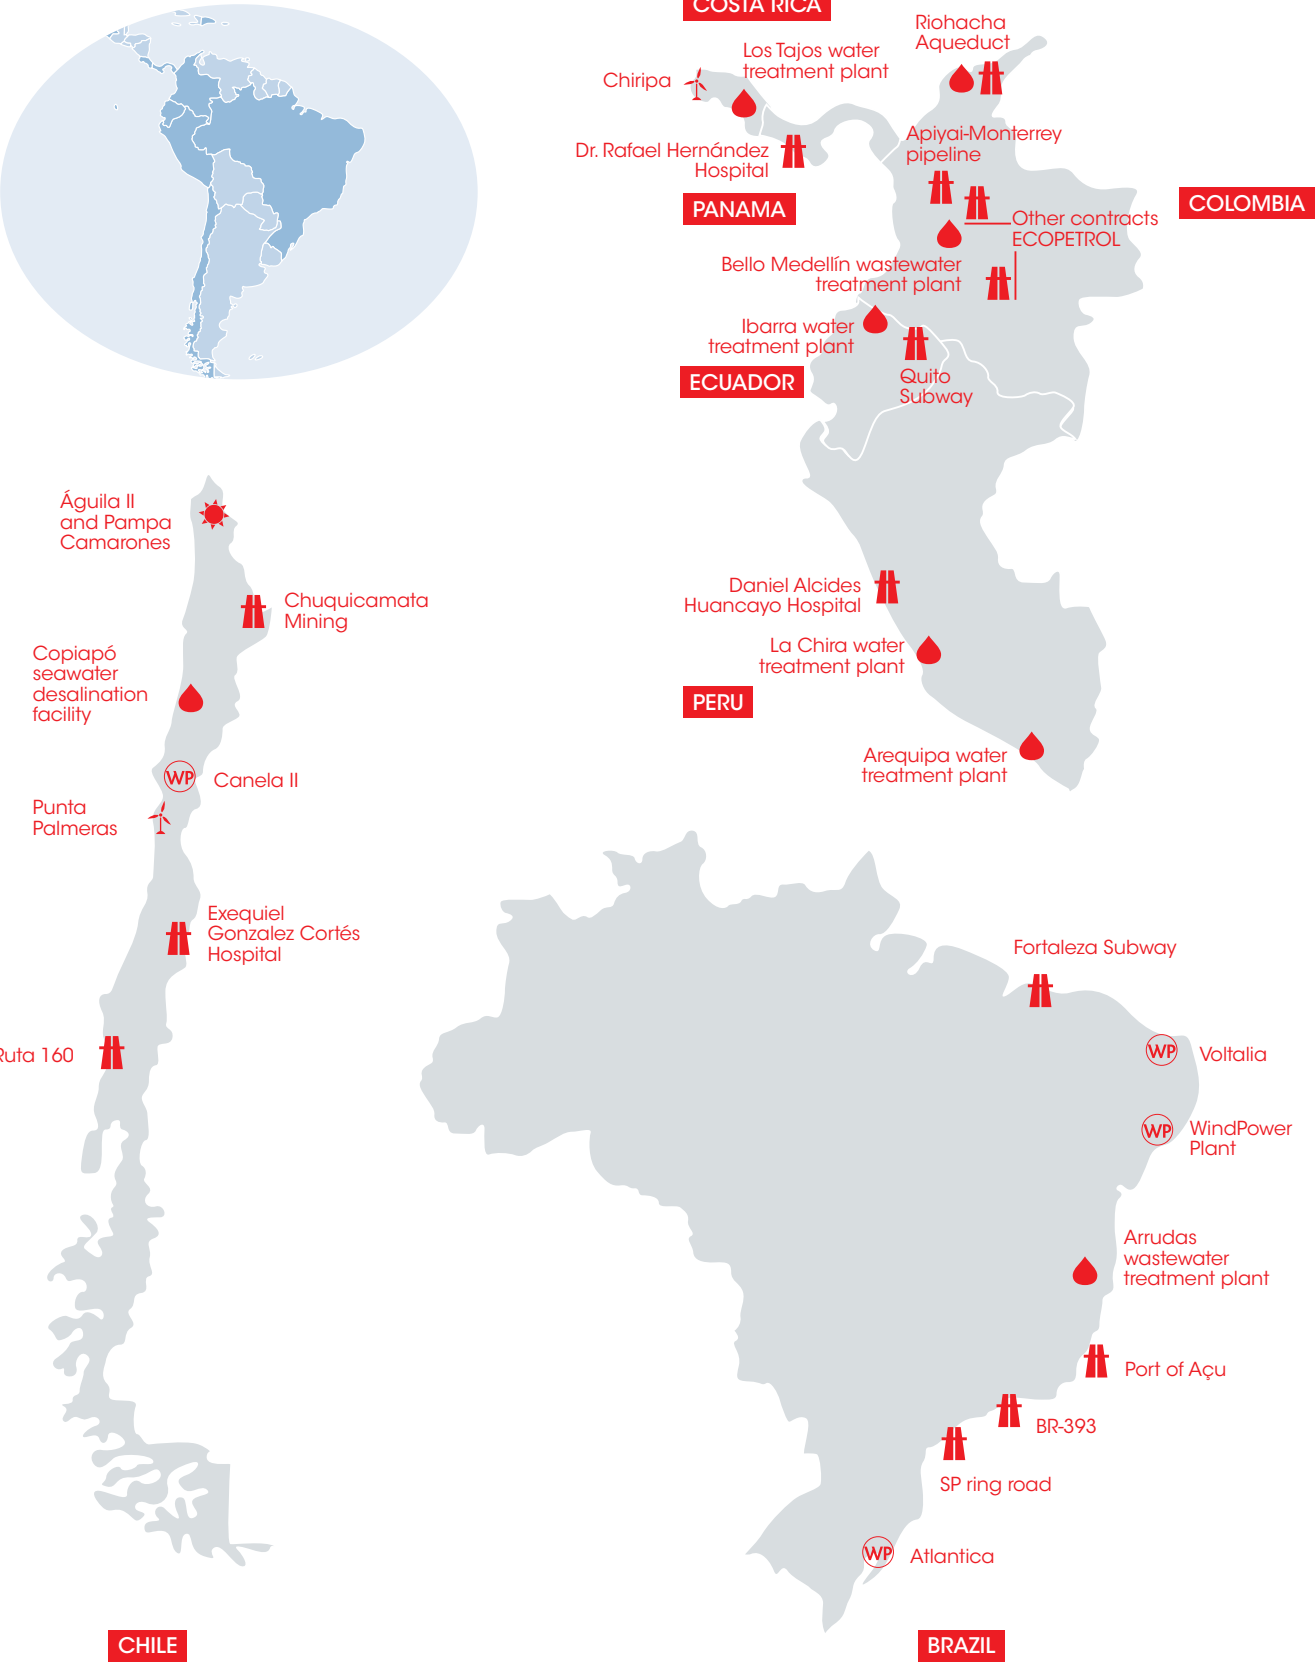 COSTA RICA
Riohacha
Aqueduct
Los Tajos water
treatment plant
Chiripa
Apiyai-Monterrey
pipeline
Dr. Rafael Hernández
Hospital
PANAMA
COLOMBIA
Other contracts
ECOPETROL
Bello Medellín wastewater
treatment plant
Ibarra water
treatment plant
ECUADOR
Quito
Subway
Daniel Alcides
Huancayo Hospital
La Chira water
treatment plant
PERU
Arequipa water
treatment plant
Águila II
and Pampa
Camarones
Chuquicamata
Mining
Copiapó
seawater
desalination
facility
WP
Canela II
Punta
Palmeras
Exequiel
Gonzalez Cortés
Hospital
Ruta 160
CHILE
Fortaleza Subway
WP
Voltalia
WP
WindPower
Plant
Arrudas
wastewater
treatment plant
Port of Açu
BR-393
SP ring road
WP
Atlantica
BRAZIL